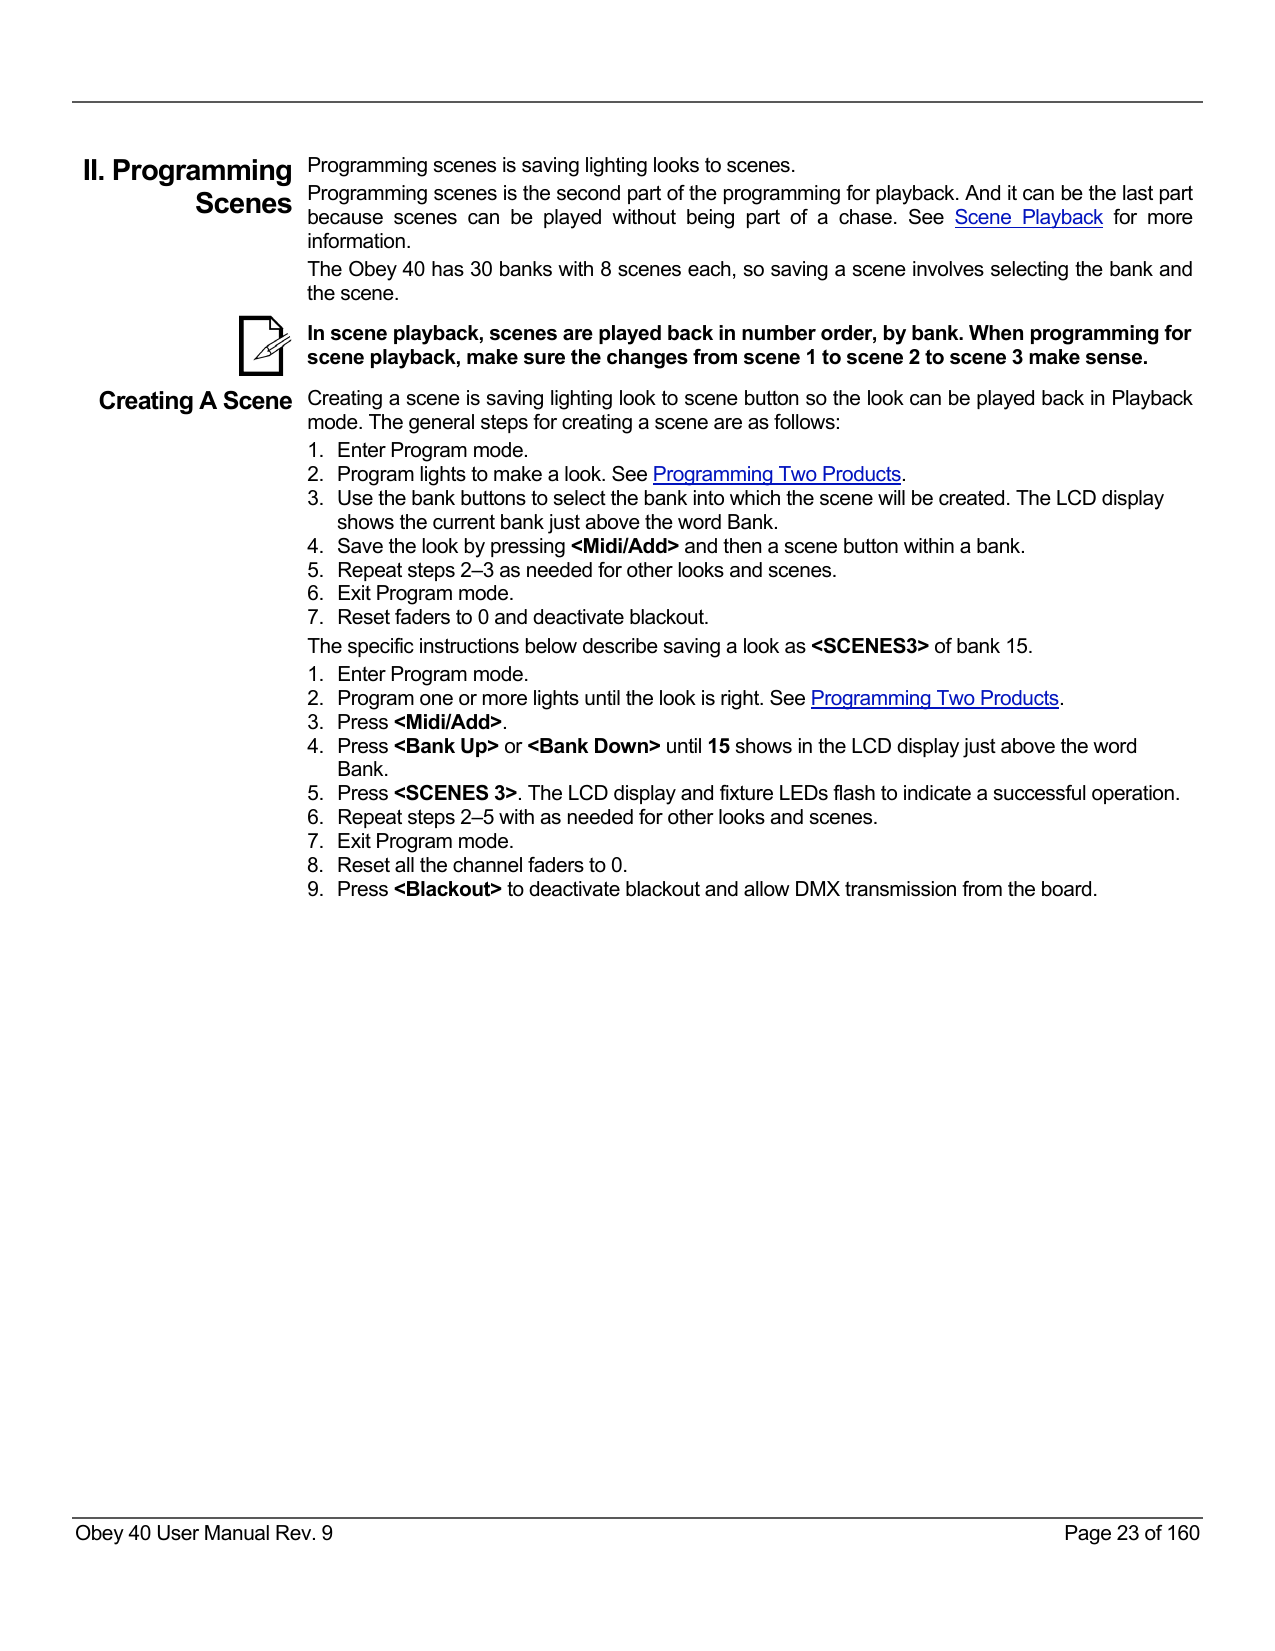 II. Programming
Scenes
Programming scenes is saving lighting looks to scenes.
Programming scenes is the second part of the programming for playback. And it can be the last part
because scenes can be played without being part of a chase. See Scene Playback for more
information.
The Obey 40 has 30 banks with 8 scenes each, so saving a scene involves selecting the bank and
the scene.
In scene playback, scenes are played back in number order, by bank. When programming for
scene playback, make sure the changes from scene 1 to scene 2 to scene 3 make sense.
Creating A Scene
Creating a scene is saving lighting look to scene button so the look can be played back in Playback
mode. The general steps for creating a scene are as follows:
1. Enter Program mode.
2. Program lights to make a look. See Programming Two Products.
3. Use the bank buttons to select the bank into which the scene will be created. The LCD display
shows the current bank just above the word Bank.
4. Save the look by pressing <Midi/Add> and then a scene button within a bank.
5. Repeat steps 2–3 as needed for other looks and scenes.
6. Exit Program mode.
7. Reset faders to 0 and deactivate blackout.
The specific instructions below describe saving a look as <SCENES3> of bank 15.
1. Enter Program mode.
2. Program one or more lights until the look is right. See Programming Two Products.
3. Press <Midi/Add>.
4. Press <Bank Up> or <Bank Down> until 15 shows in the LCD display just above the word
Bank.
5. Press <SCENES 3>. The LCD display and fixture LEDs flash to indicate a successful operation.
6. Repeat steps 2–5 with as needed for other looks and scenes.
7. Exit Program mode.
8. Reset all the channel faders to 0.
9. Press <Blackout> to deactivate blackout and allow DMX transmission from the board.
Obey 40 User Manual Rev. 9
Page 23 of 160